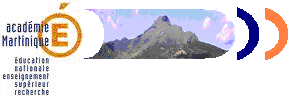 académie
Martinique
É
éducation
nationale
enseignement
supérieur
recherche